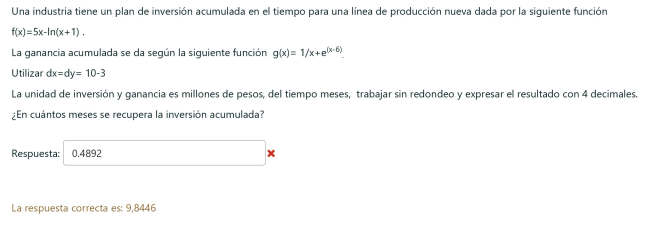 Una industria tiene un plan de inversión acumulada en el tiempo para una línea de producción nueva dada por la siguiente función
f(x)=5x-ln(x+1) .
La ganancia acumulada se da según la siguiente función g(x)= 1/x+e^(x-6).
Utilizar dx=dy= 10-3
La unidad de inversión y ganancia es millones de pesos, del tiempo meses, trabajar sin redondeo y expresar el resultado con 4 decimales.
¿En cuántos meses se recupera la inversión acumulada?
Respuesta: 0.4892 ✖
La respuesta correcta es: 9,8446